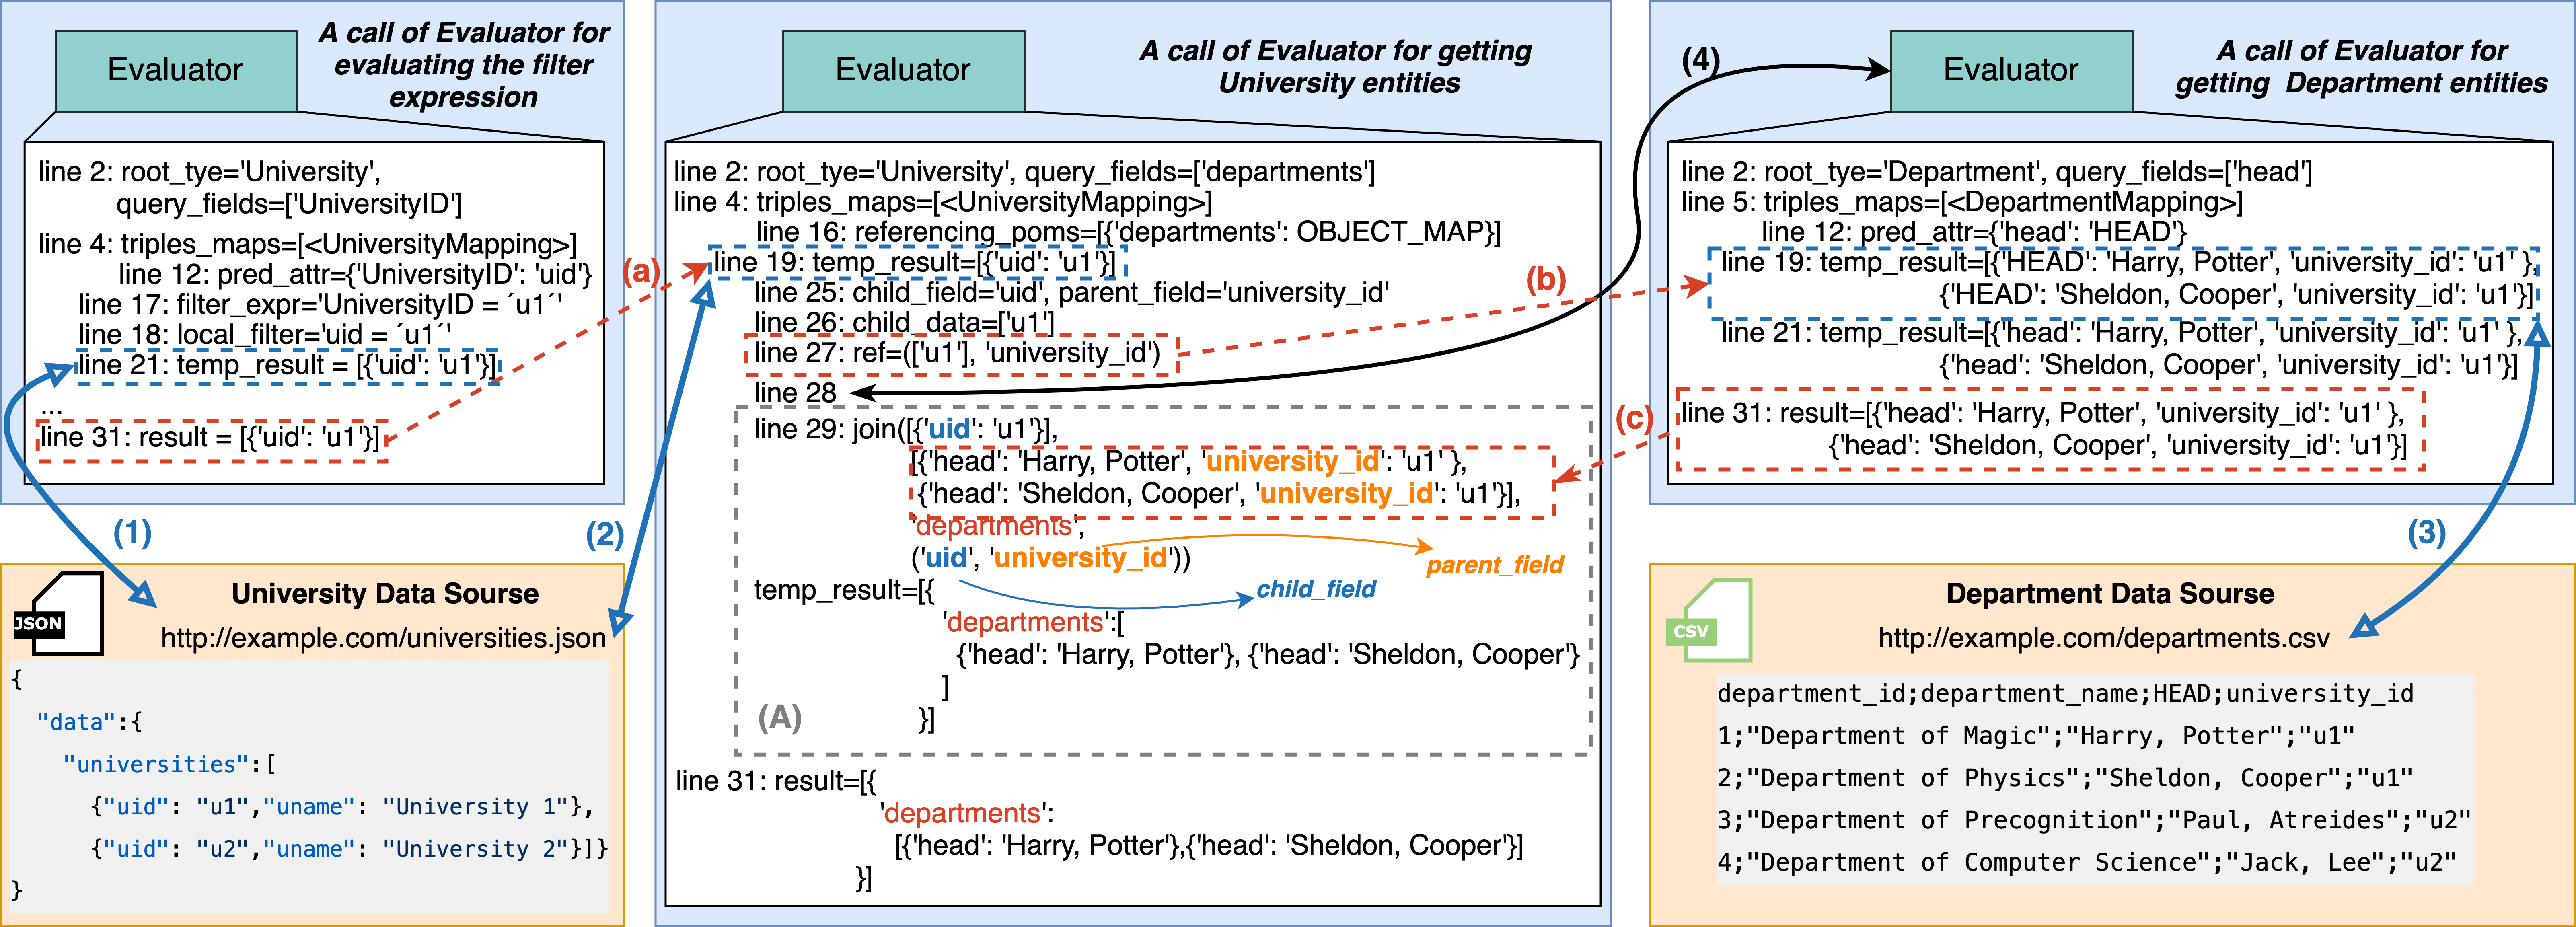 A call of Evaluator for
evaluating the filter
expression
Evaluator
line 2: root_tye='University',
query_fields=['UniversityID']
line 4: triples_maps=[<UniversityMapping>]
line 12: pred_attr={'UniversityID': 'uid'}
line 17: filter_expr='UniversityID = ´u1´'
line 18: local_filter='uid = ´u1´'
line 21: temp_result = [{'uid': 'u1'}]
...
line 31: result = [{'uid': 'u1'}]
(1)
(2)
(a)
JSON
University Data Sourse
http://example.com/universities.json
{
"data":{
"universities":[
{"uid": "u1","uname": "University 1"},
{"uid": "u2","uname": "University 2"}]}
}
Evaluator
A call of Evaluator for getting
University entities
line 2: root_tye='University', query_fields=['departments']
line 4: triples_maps=[<UniversityMapping>]
line 16: referencing_poms=[{'departments': OBJECT_MAP}]
line 19: temp_result=[{'uid': 'u1'}]
line 25: child_field='uid', parent_field='university_id'
line 26: child_data=['u1']
line 27: ref=(['u1'], 'university_id')
line 28
line 29: join([{'uid': 'u1'}],
[{'head': 'Harry, Potter', 'university_id': 'u1' },
{'head': 'Sheldon, Cooper', 'university_id': 'u1'}],
'departments',
('uid', 'university_id'))
parent_field
child_field
temp_result=[{
'departments':[
{'head': 'Harry, Potter'}, {'head': 'Sheldon, Cooper'}
]
}]
(A)
line 31: result=[{
'departments':
[{'head': 'Harry, Potter'},{'head': 'Sheldon, Cooper'}]
}]
(b)
(c)
(4)
Evaluator
A call of Evaluator for
getting Department entities
line 2: root_tye='Department', query_fields=['head']
line 5: triples_maps=[<DepartmentMapping>]
line 12: pred_attr={'head': 'HEAD'}
line 19: temp_result=[{'HEAD': 'Harry, Potter', 'university_id': 'u1' },
{'HEAD': 'Sheldon, Cooper', 'university_id': 'u1'}]
line 21: temp_result=[{'head': 'Harry, Potter', 'university_id': 'u1' },
{'head': 'Sheldon, Cooper', 'university_id': 'u1'}]
line 31: result=[{'head': 'Harry, Potter', 'university_id': 'u1' },
{'head': 'Sheldon, Cooper', 'university_id': 'u1'}]
(3)
CSV
Department Data Sourse
http://example.com/departments.csv
department_id;department_name;HEAD;university_id
1;"Department of Magic";"Harry, Potter";"u1"
2;"Department of Physics";"Sheldon, Cooper";"u1"
3;"Department of Precognition";"Paul, Atreides";"u2"
4;"Department of Computer Science";"Jack, Lee";"u2"